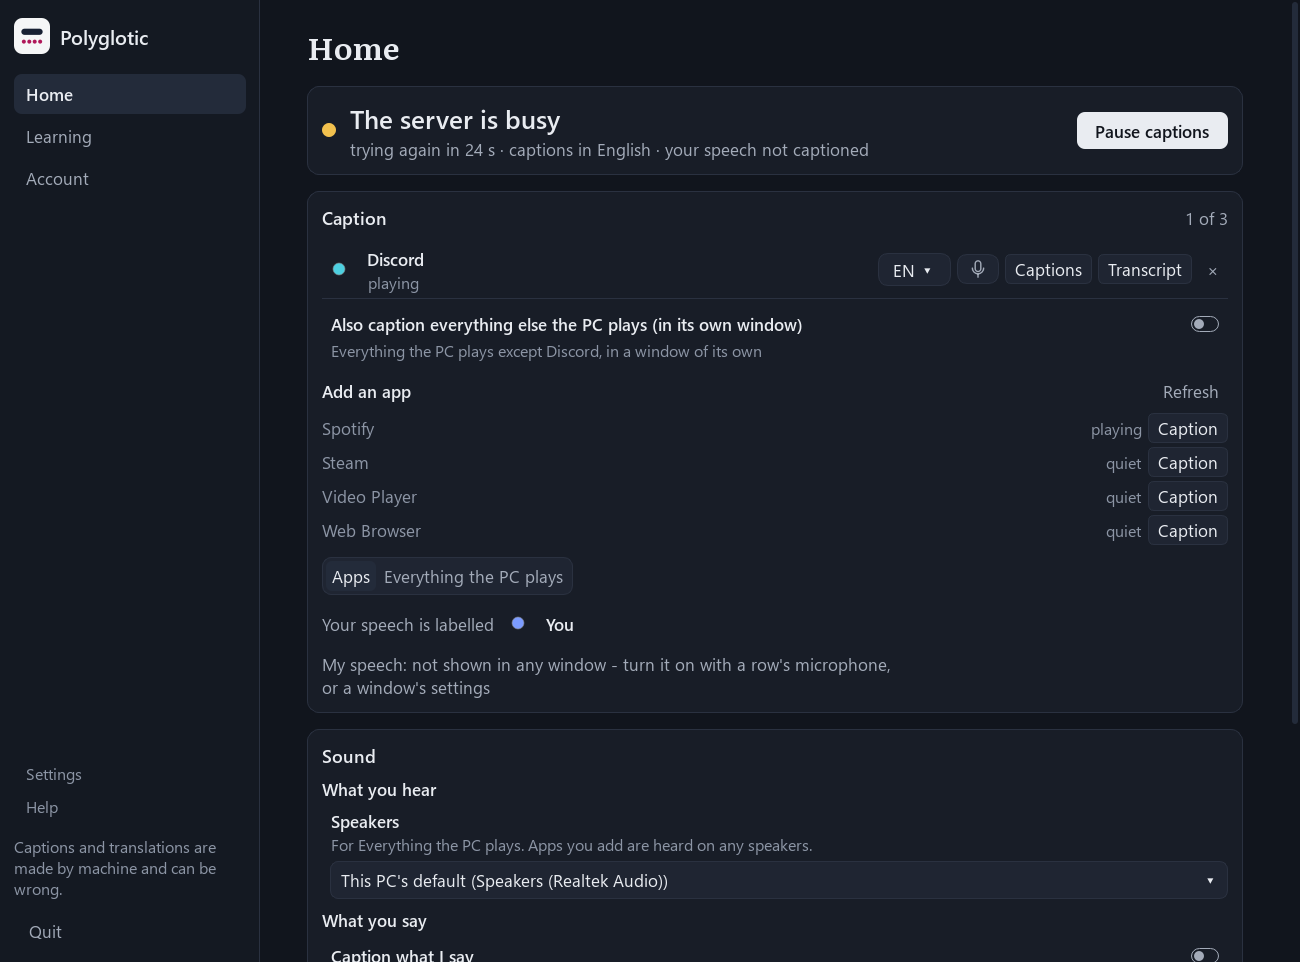 Polyglotic
Home
Learning
Account
Settings
Help
Captions and translations are
made by machine and can be
wrong.
Quit
Home
The server is busy
trying again in 24 s · captions in English · your speech not captioned
Pause captions
Caption
1 of 3
Discord
playing
EN
Captions
Transcript
×
Also caption everything else the PC plays (in its own window)
Everything the PC plays except Discord, in a window of its own
Add an app
Refresh
Spotify
playing
Caption
Steam
quiet
Caption
Video Player
quiet
Caption
Web Browser
quiet
Caption
Apps
Everything the PC plays
Your speech is labelled
You
My speech: not shown in any window - turn it on with a row's microphone,
or a window's settings
Sound
What you hear
Speakers
For Everything the PC plays. Apps you add are heard on any speakers.
This PC's default (Speakers (Realtek Audio))
What you say
Caption what I say